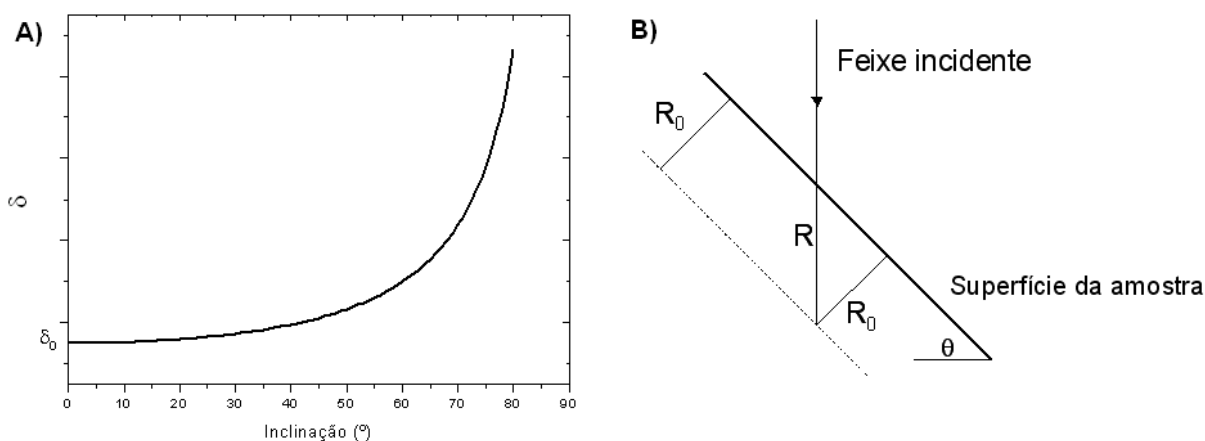 A)
δ
δ₀
0 10 20 30 40 50 60 70 80 90
Inclinação (º)
B)
Feixe incidente
R₀
R
R₀
Superfície da amostra
θ